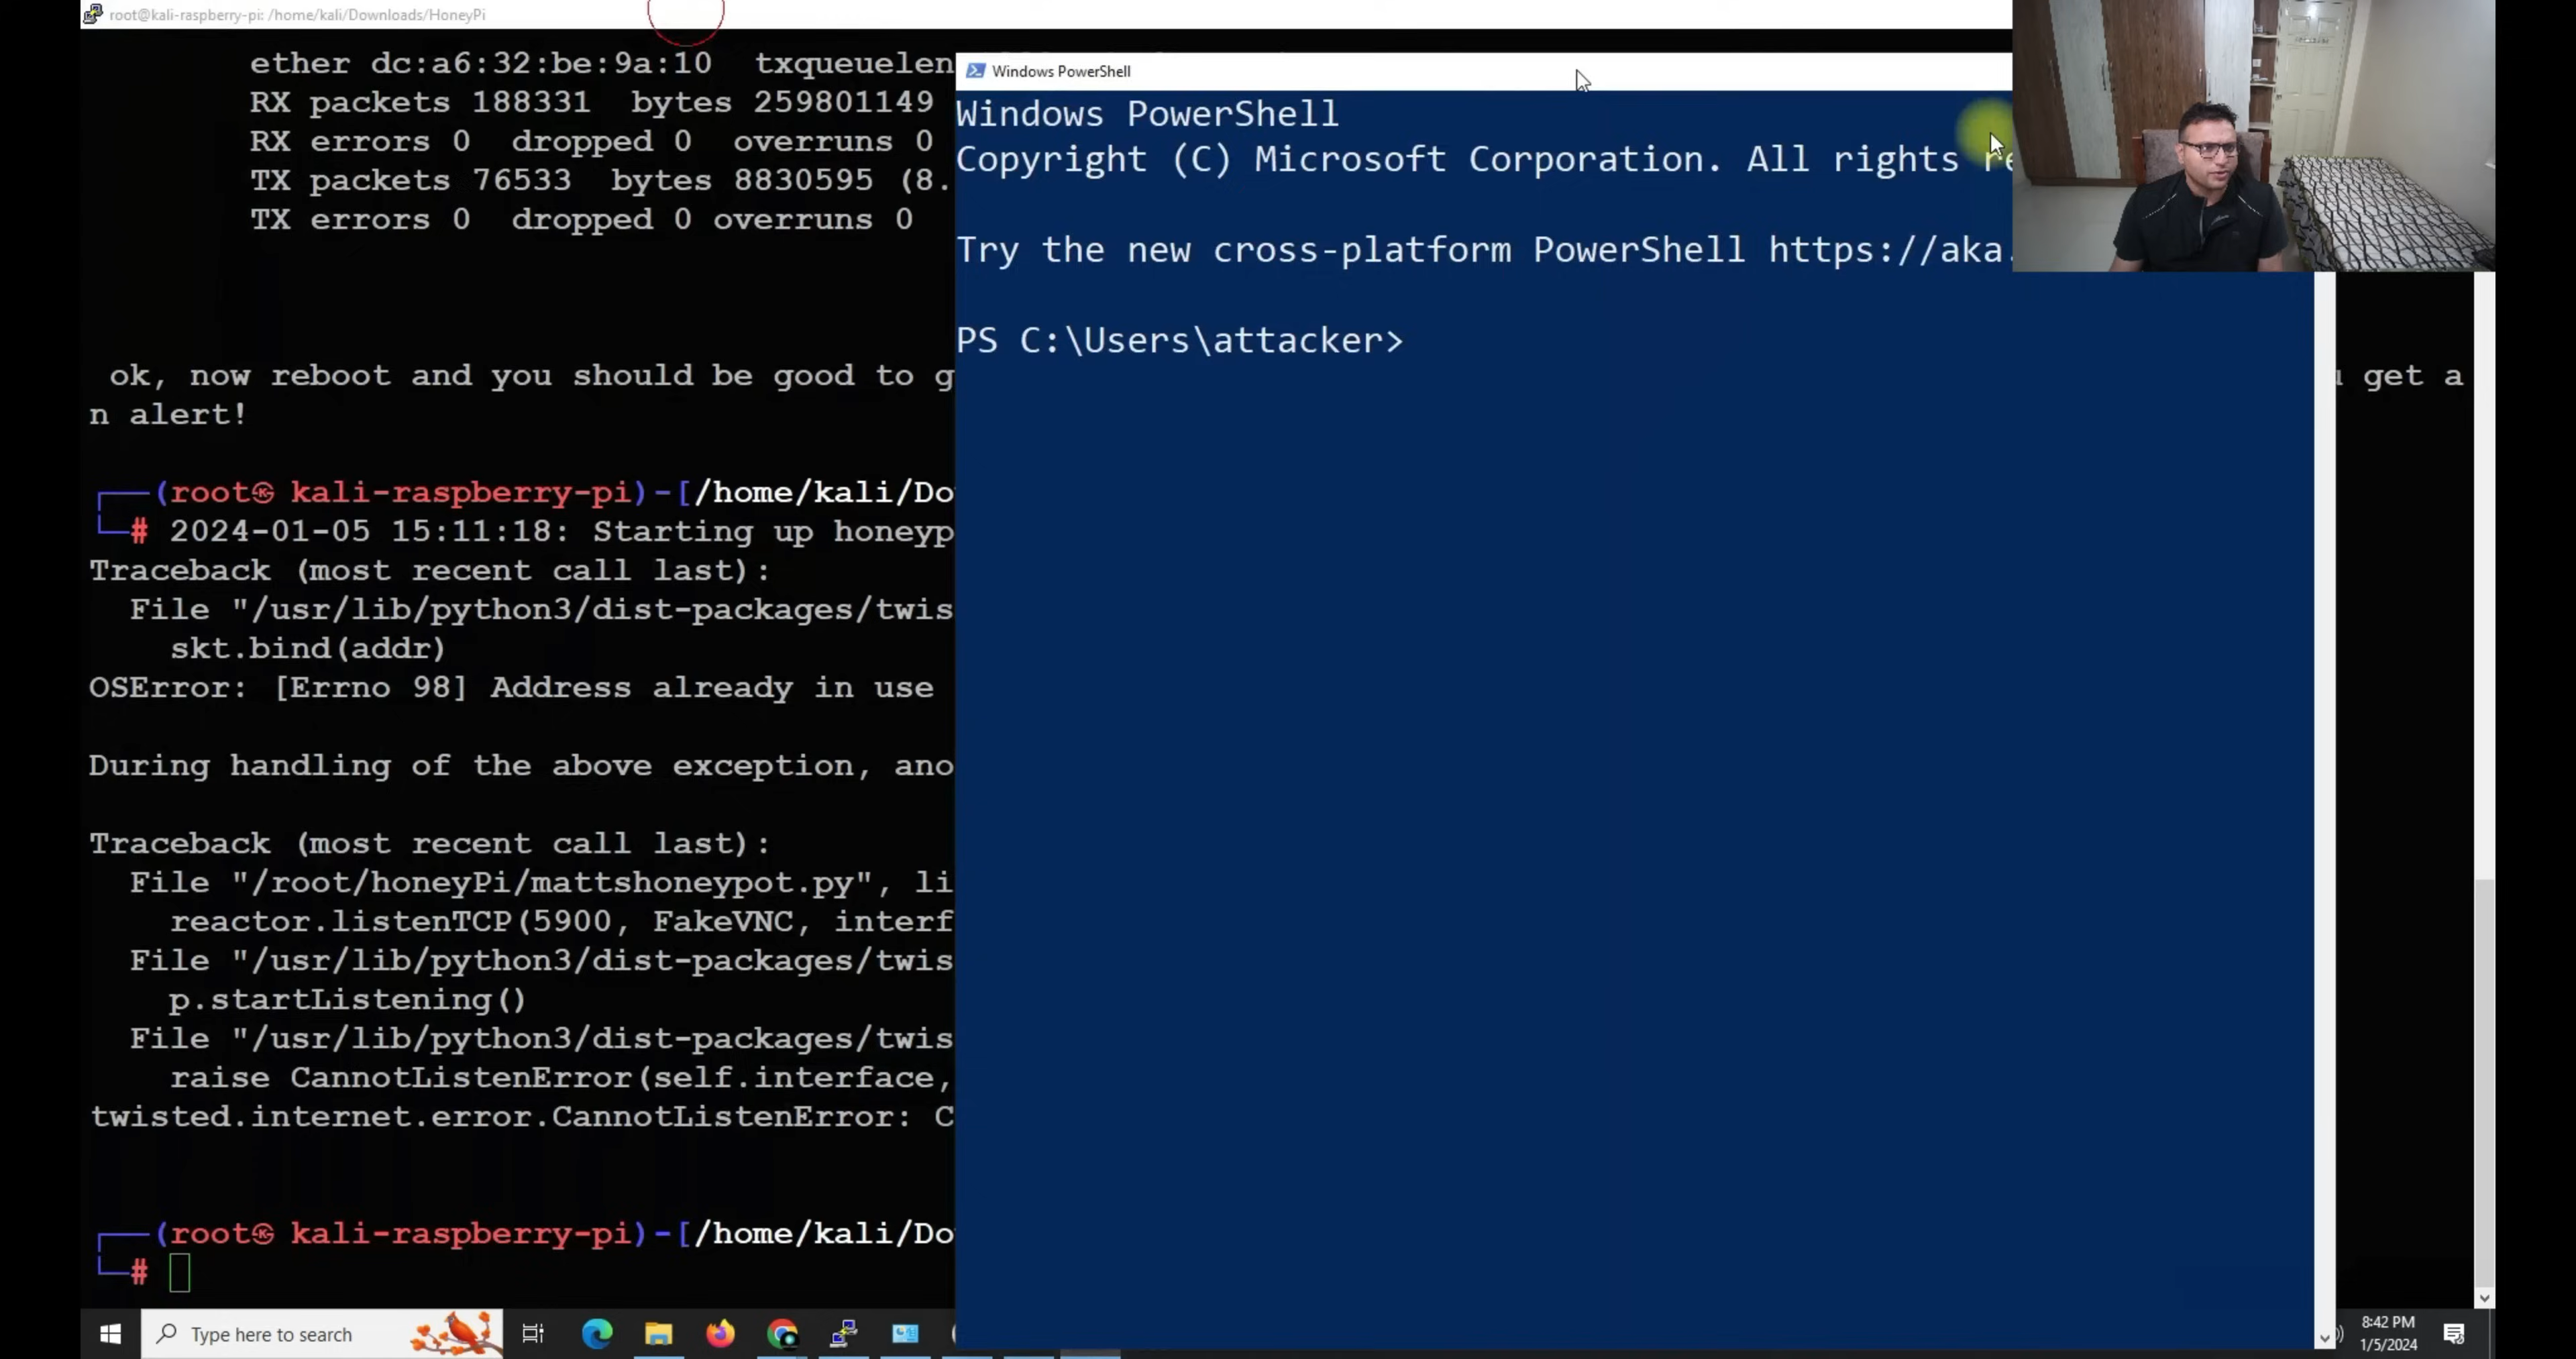 root@kali-raspberry-pi: /home/kali/Downloads/HoneyPi
ether dc:a6:32:be:9a:10 txqueuelen
RX packets 188331 bytes 259801149
RX errors 0 dropped 0 overruns 0
TX packets 76533 bytes 8830595 (8.
TX errors 0 dropped 0 overruns 0
ok, now reboot and you should be good to g
get a
n alert!
(root㉿ kali-raspberry-pi)-[/home/kali/Do
# 2024-01-05 15:11:18: Starting up honeyp
Traceback (most recent call last):
File "/usr/lib/python3/dist-packages/twis
skt.bind(addr)
OSError: [Errno 98] Address already in use
During handling of the above exception, ano
Traceback (most recent call last):
File "/root/honeyPi/mattshoneypot.py", li
reactor.listenTCP(5900, FakeVNC, interf
File "/usr/lib/python3/dist-packages/twis
p.startListening()
File "/usr/lib/python3/dist-packages/twis
raise CannotListenError(self.interface,
twisted.internet.error.CannotListenError: C
(root㉿ kali-raspberry-pi)-[/home/kali/Do
#
Windows PowerShell
Windows PowerShell
Copyright (C) Microsoft Corporation. All rights re
Try the new cross-platform PowerShell https://aka.
PS C:\Users\attacker>
Type here to search
8:42 PM
1/5/2024